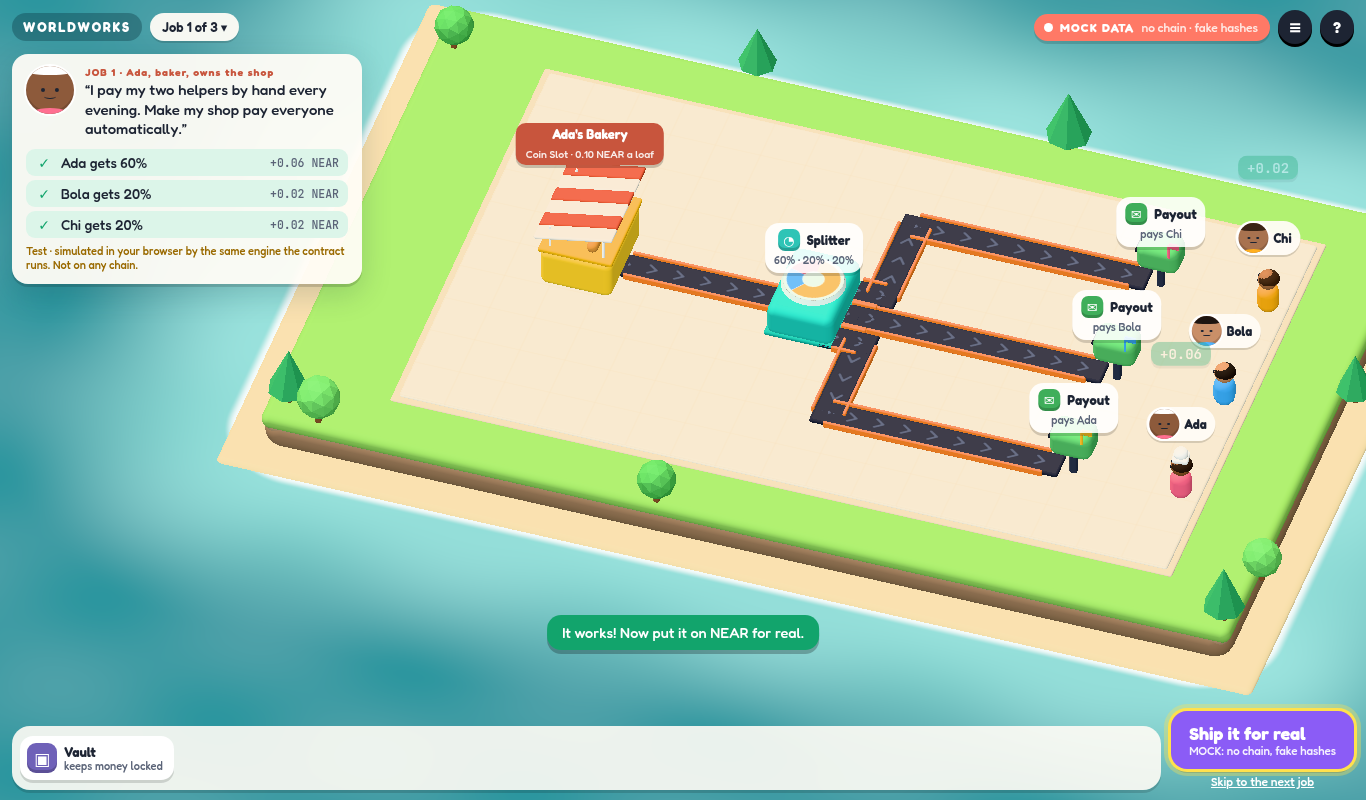 WORLDWORKS
Job 1 of 3 ▾
MOCK DATA no chain · fake hashes
≡
?
JOB 1 · Ada, baker, owns the shop
“I pay my two helpers by hand every
evening. Make my shop pay everyone
automatically.”
✓ Ada gets 60% +0.06 NEAR
✓ Bola gets 20% +0.02 NEAR
✓ Chi gets 20% +0.02 NEAR
Test · simulated in your browser by the same engine the contract
runs. Not on any chain.
Ada's Bakery
Coin Slot · 0.10 NEAR a loaf
Splitter
60% · 20% · 20%
+0.02
Payout
pays Chi
Chi
Payout
pays Bola
Bola
+0.06
Payout
pays Ada
Ada
It works! Now put it on NEAR for real.
Vault
keeps money locked
Ship it for real
MOCK: no chain, fake hashes
Skip to the next job